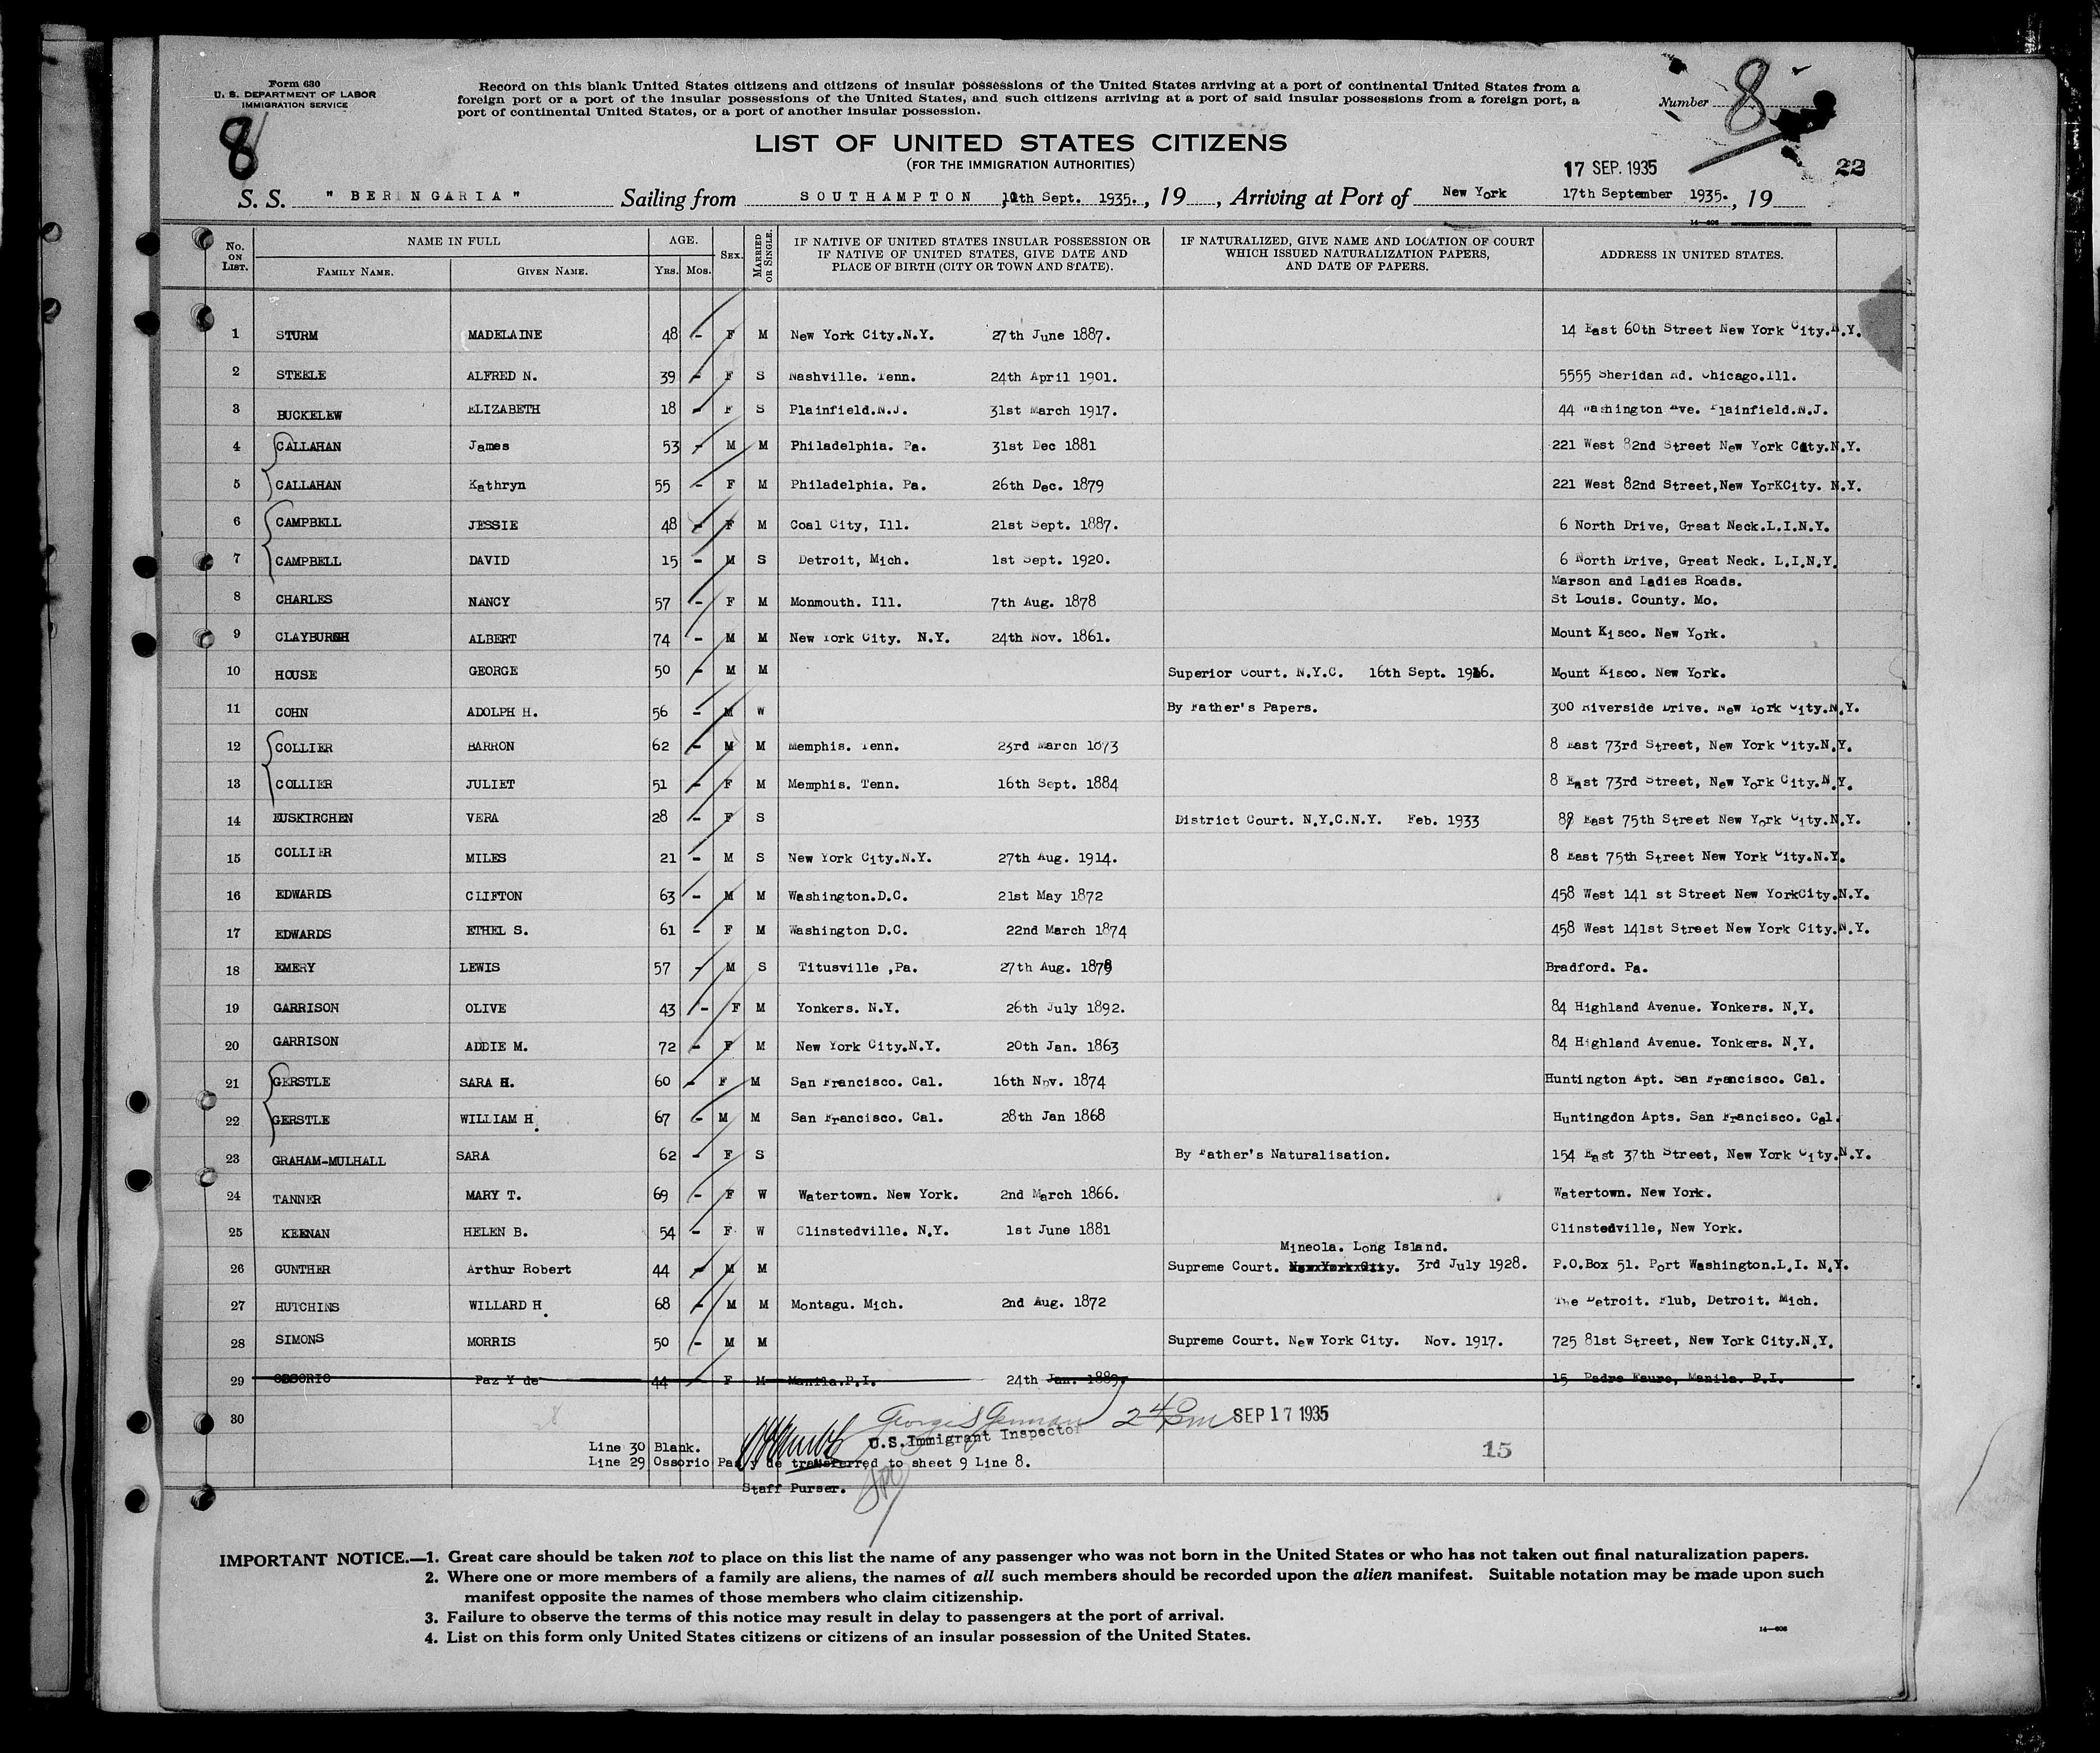 Form 630
U. S. DEPARTMENT OF LABOR
IMMIGRATION SERVICE
8
Record on this blank United States citizens and citizens of insular possessions of the United States arriving at a port of continental United States from a
foreign port or a port of the insular possessions of the United States, and such citizens arriving at a port of said insular possessions from a foreign port, a
port of continental United States, or a port of another insular possession.
Number 8
LIST OF UNITED STATES CITIZENS
(FOR THE IMMIGRATION AUTHORITIES)
17 SEP. 1935
22
S. S. " BERENGARIA " Sailing from SOUTHAMPTON, Sept. 1935., 19 , Arriving at Port of New York 17th September 1935., 19
14—606
No. ON LIST. NAME IN FULL AGE. SEX. MARRIED OR SINGLE. IF NATIVE OF UNITED STATES INSULAR POSSESSION OR IF NATIVE OF UNITED STATES, GIVE DATE AND PLACE OF BIRTH (CITY OR TOWN AND STATE). IF NATURALIZED, GIVE NAME AND LOCATION OF COURT WHICH ISSUED NATURALIZATION PAPERS, AND DATE OF PAPERS. ADDRESS IN UNITED STATES.
FAMILY NAME. GIVEN NAME. YRS. MOS.
1 STURM MADELAINE 48 - F M New York City.N.Y. 27th June 1887. 14 East 60th Street New York City.N.Y.
2 STEELE ALFRED N. 39 - F S Nashville. Tenn. 24th April 1901. 5555 Sheridan Rd. Chicago.Ill.
3 BUCKELEW ELIZABETH 18 - F S Plainfield.N.J. 31st March 1917. 44 Washington Ave. Plainfield.N.J.
4 CALLAHAN James 53 - M M Philadelphia. Pa. 31st Dec 1881 221 West 82nd Street New York City.N.Y.
5 CALLAHAN Kathryn 55 - F M Philadelphia. Pa. 26th Dec. 1879 221 West 82nd Street,New YorKCity. N.Y.
6 CAMPBELL JESSIE 48 - F M Coal City, Ill. 21st Sept. 1887. 6 North Drive, Great Neck.L.I.N.Y.
7 CAMPBELL DAVID 15 - M S Detroit, Mich. 1st Sept. 1920. 6 North Drive, Great Neck. L.I.N.Y.
8 CHARLES NANCY 57 - F M Monmouth. Ill. 7th Aug. 1878 Marson and Ladies Roads.
St Louis. County. Mo.
9 CLAYBURGH ALBERT 74 - M M New York City. N.Y. 24th Nov. 1861. Mount Kisco. New York.
10 HOUSE GEORGE 50 - M M Superior Court. N.Y.C. 16th Sept. Mount Kisco. New York.
11 COHN ADOLPH H. 56 - M W By Father's Papers. 300 Riverside Drive. New York City.N.Y.
12 COLLIER BARRON 62 - M M Memphis. Tenn. 23rd March 1873 8 East 73rd Street, New York City.N.Y.
13 COLLIER JULIET 51 - F M Memphis. Tenn. 16th Sept. 1884 8 East 73rd Street, New York City.N.Y.
14 EUSKIRCHEN VERA 28 - F S District Court. N.Y.C.N.Y. Feb. 1933 East 75th Street New York City.N.Y.
15 COLLIER MILES 21 - M S New York City.N.Y. 27th Aug. 1914. 8 East 75th Street New York City.N.Y.
16 EDWARDS CLIFTON 63 - M M Washington.D.C. 21st May 1872 458 West 141 st Street New YorkCity.N.Y.
17 EDWARDS ETHEL S. 61 - F M Washington D.C. 22nd March 1874 458 West 141st Street New York City.N.Y.
18 EMERY LEWIS 57 - M S Titusville ,Pa. 27th Aug. 1878 Bradford. Pa.
19 GARRISON OLIVE 43 - F M Yonkers. N.Y. 26th July 1892. 84 Highland Avenue. Yonkers. N.Y.
20 GARRISON ADDIE M. 72 - F M New York City.N.Y. 20th Jan. 1863 84 Highland Avenue. Yonkers. N.Y.
21 GERSTLE SARA H. 60 - F M San Francisco. Cal. 16th Nov. 1874 Huntington Apt. San Francisco. Cal.
22 GERSTLE WILLIAM H. 67 - M M San Francisco. Cal. 28th Jan 1868 Huntingdon Apts. San Francisco. Cal.
23 GRAHAM-MULHALL SARA 62 - F S By Father's Naturalisation. 154 East 37th Street, New York City.N.Y.
24 TANNER MARY T. 69 - F W Watertown. New York. 2nd March 1866. Watertown. New York.
25 KEENAN HELEN B. 54 - F W Clinstedville. N.Y. 1st June 1881 Clinstedville, New York.
Mineola. Long Island.
26 GUNTHER Arthur Robert 44 - M M Supreme Court. New York City. 3rd July 1928. P.O.Box 51. Port Washington.L.I. N.Y.
27 HUTCHINS WILLARD H. 68 - M M Montagu. Mich. 2nd Aug. 1872 The Detroit. Flub, Detroit. Mich.
28 SIMONS MORRIS 50 - M M Supreme Court. New York City. Nov. 1917. 725 81st Street, New York City.N.Y.
29 OSSORIO Paz Y de 44 - F M Manila.P.I. 24th Jan. 1889. 15 Padre Faure, Manila. P.I.
30
SEP 17 1935
U.S.Immigrant Inspector
15
Line 30 Blank.
Line 29 Ossorio Paz y de transferred to sheet 9 Line 8.
Staff Purser.
IMPORTANT NOTICE.—1. Great care should be taken not to place on this list the name of any passenger who was not born in the United States or who has not taken out final naturalization papers.
2. Where one or more members of a family are aliens, the names of all such members should be recorded upon the alien manifest. Suitable notation may be made upon such
manifest opposite the names of those members who claim citizenship.
3. Failure to observe the terms of this notice may result in delay to passengers at the port of arrival.
4. List on this form only United States citizens or citizens of an insular possession of the United States.
14—606